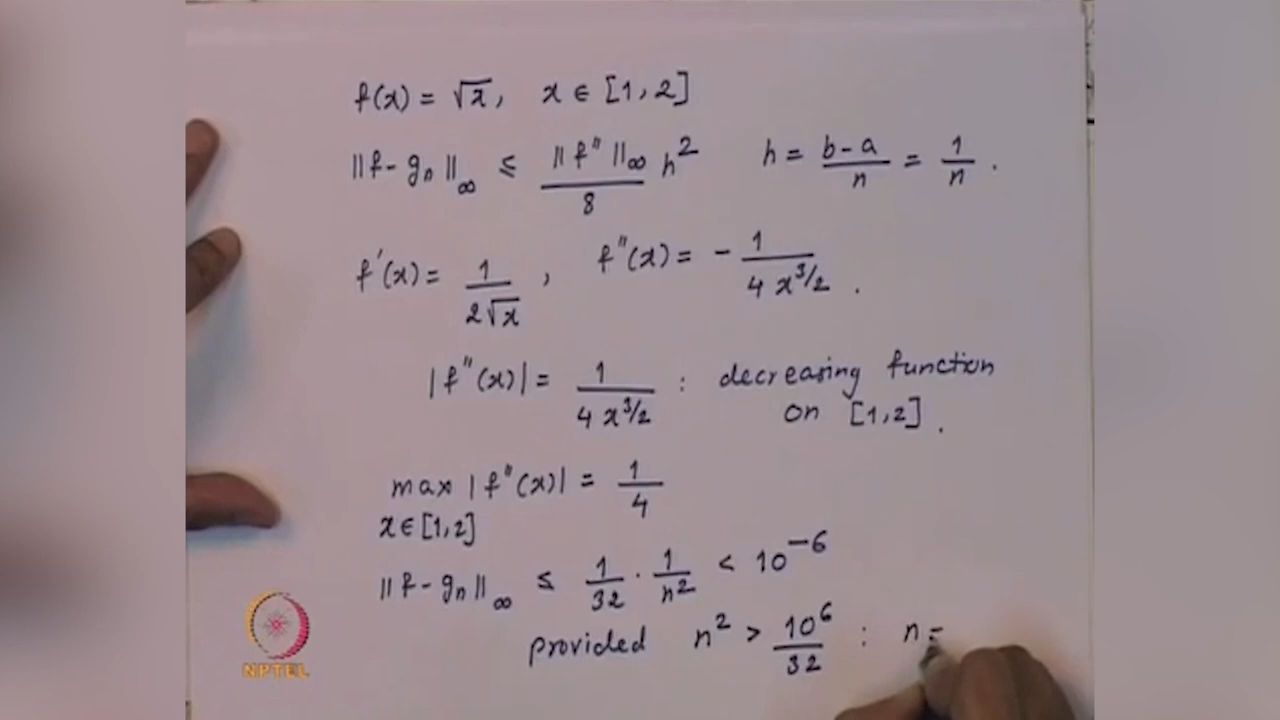 f(x) = √x, x ∈ [1, 2]
||f - gₙ||∞ ≤ ||f″||∞ / 8 h² h = b-a / n = 1/n .
f′(x) = 1 / 2√x , f″(x) = - 1 / 4 x^3/2 .
|f″(x)| = 1 / 4 x^3/2 : decreasing function
on [1,2] .
max |f″(x)| = 1/4
x ∈ [1,2]
||f - gₙ||∞ ≤ 1/32 · 1/n² < 10⁻⁶
provided n² > 10⁶/32 : n =
NPTEL